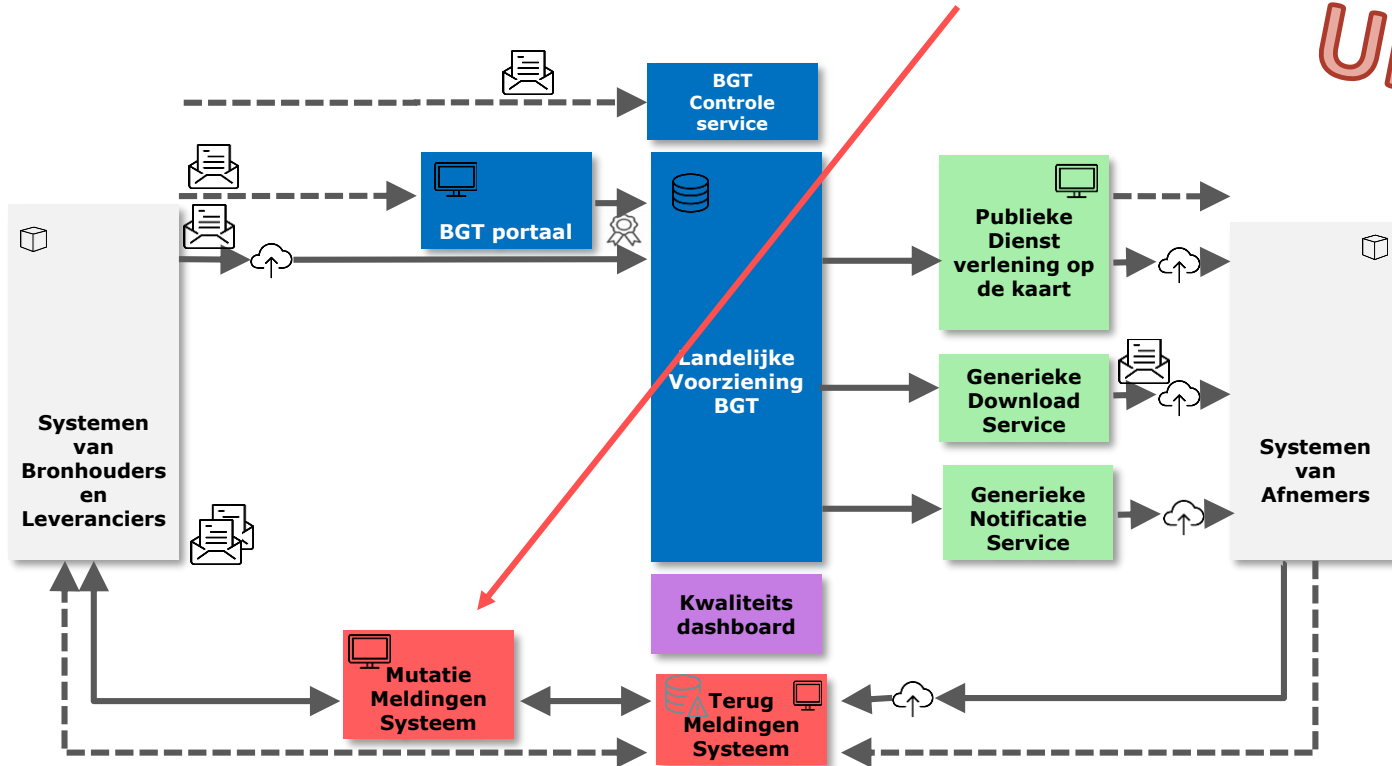 BGT
Controle
service
BGT portaal
Publieke
Dienst
verlening op
de kaart
Landelijke
Voorziening
BGT
Generieke
Download
Service
Generieke
Notificatie
Service
Systemen
van
Bronhouders
en
Leveranciers
Systemen
van
Afnemers
Kwaliteits
dashboard
Mutatie
Meldingen
Systeem
Terug
Meldingen
Systeem